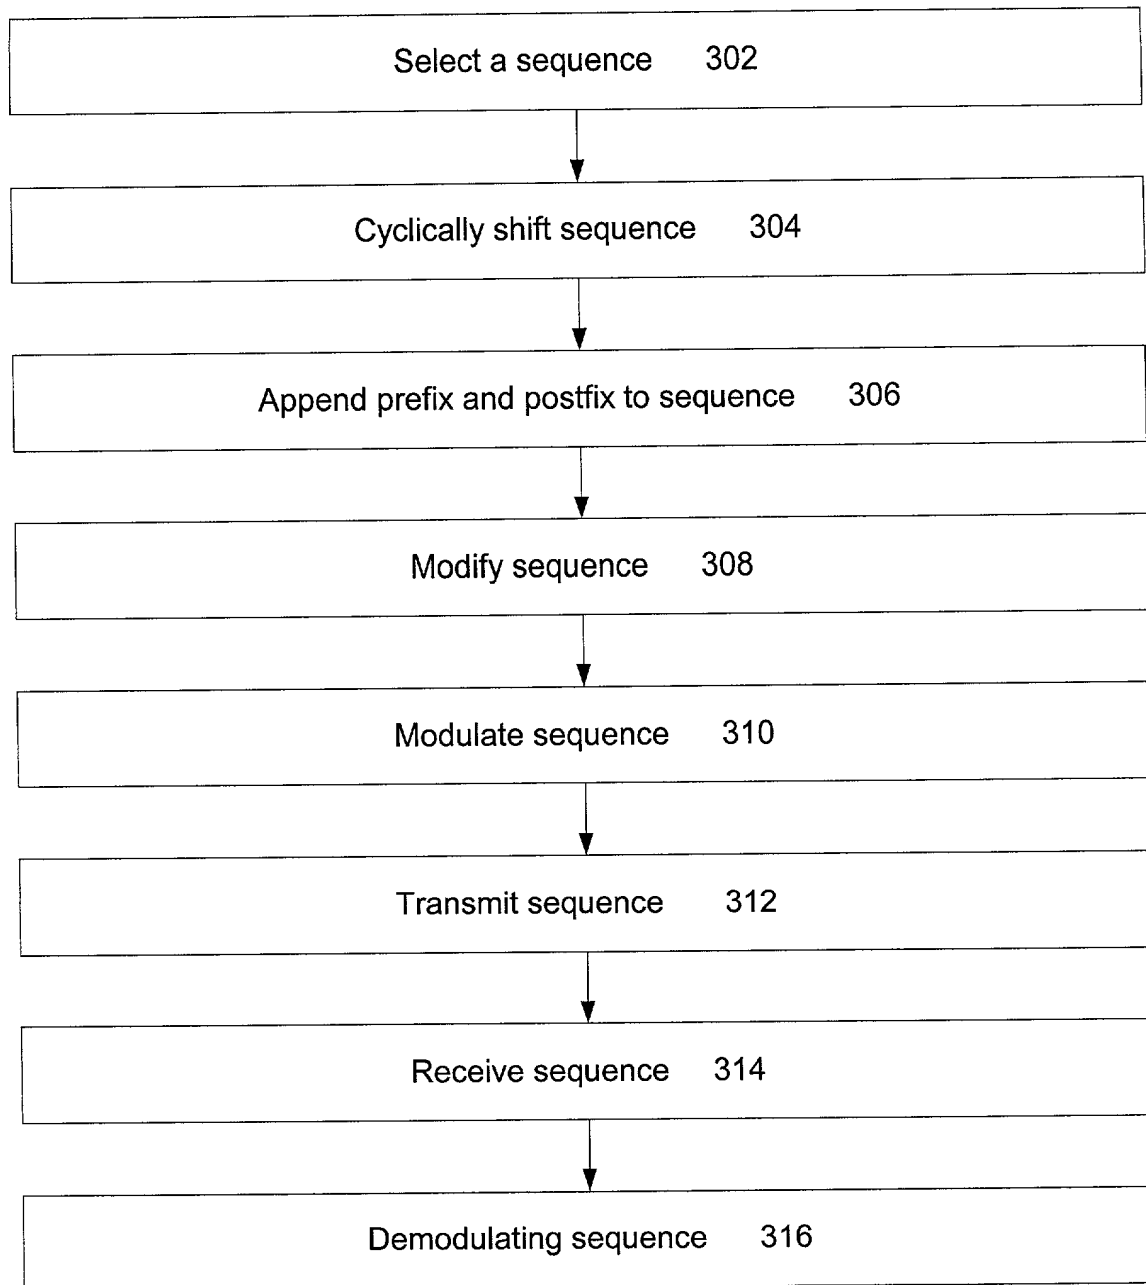 Select a sequence 302
Cyclically shift sequence 304
Append prefix and postfix to sequence 306
Modify sequence 308
Modulate sequence 310
Transmit sequence 312
Receive sequence 314
Demodulating sequence 316